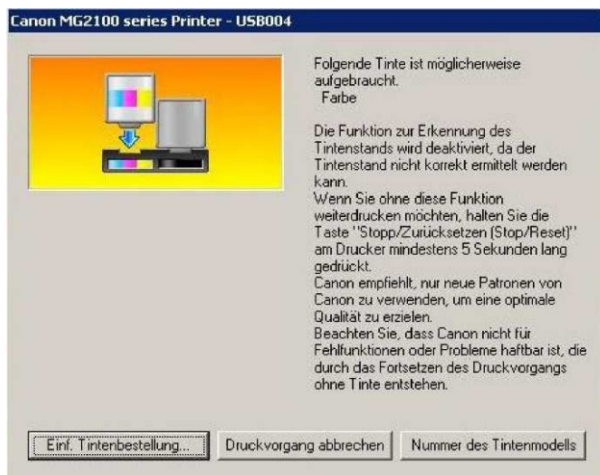 Canon MG2100 series Printer - USB004
Folgende Tinte ist möglicherweise
aufgebraucht.
Farbe
Die Funktion zur Erkennung des
Tintenstands wird deaktiviert, da der
Tintenstand nicht korrekt ermittelt werden
kann.
Wenn Sie ohne diese Funktion
weiterdrucken möchten, halten Sie die
Taste "Stopp/Zurücksetzen (Stop/Reset)"
am Drucker mindestens 5 Sekunden lang
gedrückt.
Canon empfiehlt, nur neue Patronen von
Canon zu verwenden, um eine optimale
Qualität zu erzielen.
Beachten Sie, dass Canon nicht für
Fehlfunktionen oder Probleme haftbar ist, die
durch das Fortsetzen des Druckvorgangs
ohne Tinte entstehen.
Einf. Tintenbestellung... Druckvorgang abbrechen Nummer des Tintenmodells